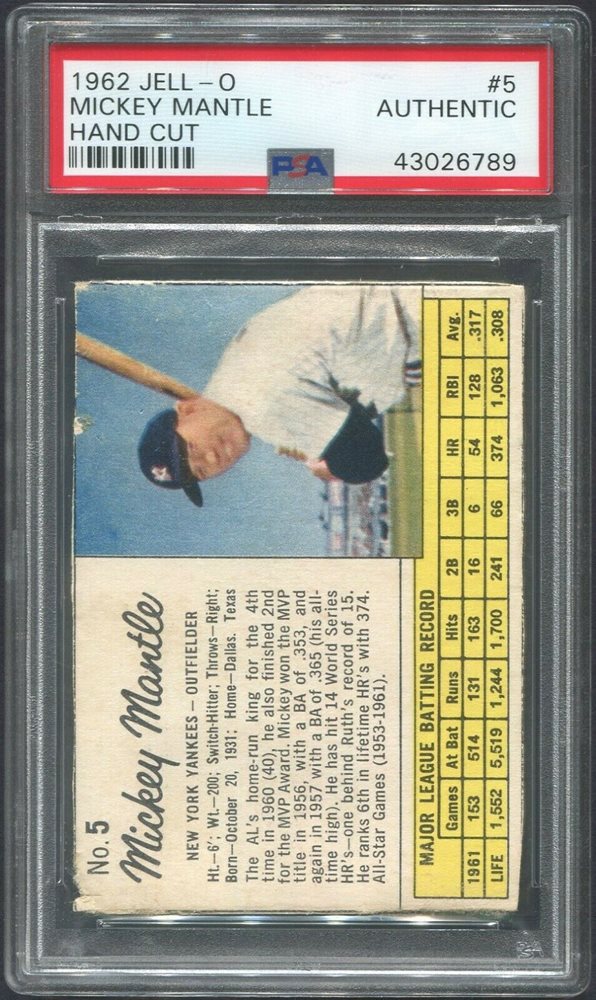 1962 JELL-O #5
MICKEY MANTLE AUTHENTIC
HAND CUT
PSA 43026789
No. 5
Mickey Mantle
NEW YORK YANKEES — OUTFIELDER
Ht.—6'; Wt.—200; Switch-Hitter; Throws—Right;
Born—October 20, 1931; Home—Dallas, Texas
The AL's home-run king for the 4th
time in 1960 (40), he also finished 2nd
for the MVP Award. Mickey won the MVP
title in 1956, with a BA of .353, and
again in 1957 with a BA of .365 (his all-
time high). He has hit 14 World Series
HR's—one behind Ruth's record of 15.
He ranks 6th in lifetime HR's with 374.
All-Star Games (1953-1961).
MAJOR LEAGUE BATTING RECORD
Games At Bat Runs Hits 2B 3B HR RBI Avg.
1961 153 514 131 163 16 6 54 128 .317
LIFE 1,552 5,519 1,244 1,700 241 66 374 1,063 .308